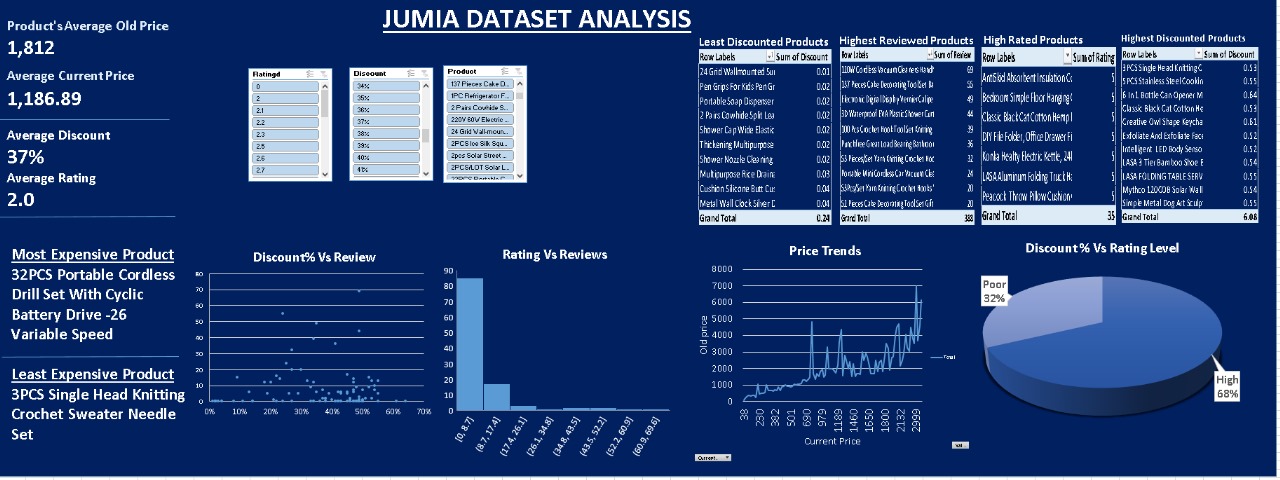 JUMIA DATASET ANALYSIS
Product's Average Old Price
1,812
Average Current Price
1,186.89
Average Discount
37%
Average Rating
2.0
Most Expensive Product
32PCS Portable Cordless
Drill Set With Cyclic
Battery Drive -26
Variable Speed
Least Expensive Product
3PCS Single Head Knitting
Crochet Sweater Needle
Set
Ratingd
0
2
2.1
2.2
2.3
2.5
2.6
2.7
Discount
34%
35%
36%
37%
38%
39%
40%
41%
Product
137 Pieces Cake D...
1PC Refrigerator F...
2 Pairs Cowhide S...
220V 60W Electric ...
24 Grid Wall-moun...
2PCS Ice Silk Squ...
2pcs Solar Street ...
2PCS/LOT Solar L...
Least Discounted Products
Row Labels Sum of Discount
24 Grid Wallmounted Su 0.01
Pen Grips For Kids Pen Gr 0.02
Portable Soap Dispenser 0.02
2 Pairs Cowhide Split Lea 0.02
Shower Cap Wide Elastic 0.02
Thickening Multipurpose 0.02
Shower Nozzle Cleaning 0.02
Multipurpose Rice Draina 0.03
Cushion Silicone Butt Cus 0.04
Metal Wall Clock Silver D 0.04
Grand Total 0.24
Highest Reviewed Products
Row Labels Sum of Review
120W Cordless Vacuum Cleaners Handh 69
137 Pieces Cake Decorating Tool Set 55
Electronic Digital Display Vernier Calipe 49
3D Waterproof EVA Plastic Shower Curt 44
100 Pcs Crochet Hook Tool Set Knitting 39
Punchfree Great Load Bearing Bathroom 36
53 Pieces/Set Yarn Knitting Crochet Hoo 32
Portable Mini Cordless Car Vacuum Clea 24
53Pcs/Set Yarn Knitting Crochet Hooks 20
52 Pieces Cake Decorating Tool Set Gift 20
Grand Total 388
High Rated Products
Row Labels Sum of Rating
AntiSlid Absorbent Insulation Co 5
Bedroom Simple Floor Hanging 5
Classic Black Cat Cotton Hemp 5
DIY File Folder, Office Drawer Fi 5
Konka Healty Electric Kettle, 24 5
LASA Aluminum Folding Truck H 5
Peacock Throw Pillow Cushion 5
Grand Total 35
Highest Discounted Products
Row Labels Sum of Discount
3PCS Single Head Knitting C 0.53
5PCS Stainless Steel Cookin 0.55
6 In 1 Bottle Can Opener M 0.64
Classic Black Cat Cotton He 0.53
Creative Owl Shape Keycha 0.61
Exfoliate And Exfoliate Face 0.52
Intelligent LED Body Senso 0.52
LASA 3 Tier Bamboo Shoe 0.54
LASA FOLDING TABLE SERV 0.55
Mythco 120COB Solar Wall 0.54
Simple Metal Dog Art Sculp 0.55
Grand Total 6.08
Discount% Vs Review
80
70
60
50
40
30
20
10
0
0% 10% 20% 30% 40% 50% 60% 70%
Rating Vs Reviews
90
80
70
60
50
40
30
20
10
0
[0, 8.7] (8.7, 17.4] (17.4, 26.1] (26.1, 34.8] (34.8, 43.5] (43.5, 52.2] (52.2, 60.9] (60.9, 69.6]
Price Trends
8000
7000
6000
5000
4000
3000
2000
1000
0
Old price
38 230 382 501 690 979 1189 1460 1650 2132 2999
Current Price
Total
Current..
Discount% Vs Rating Level
Poor
32%
High
68%